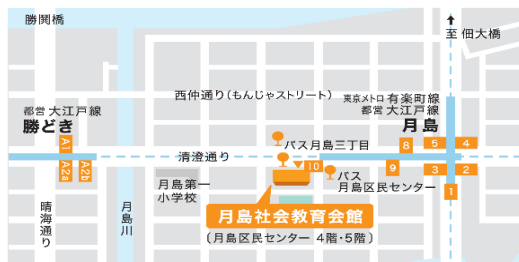 勝鬨橋
至 佃大橋
西仲通り(もんじゃストリート)
東京メトロ 有楽町線
都営 大江戸線
月島
都営 大江戸線
勝どき
A1
A2a
A2b
清澄通り
バス月島三丁目
10
8
5
4
9
3
2
1
バス
月島区民センター
月島第一
小学校
晴海通り
月島川
月島社会教育会館
〔月島区民センター 4階・5階〕